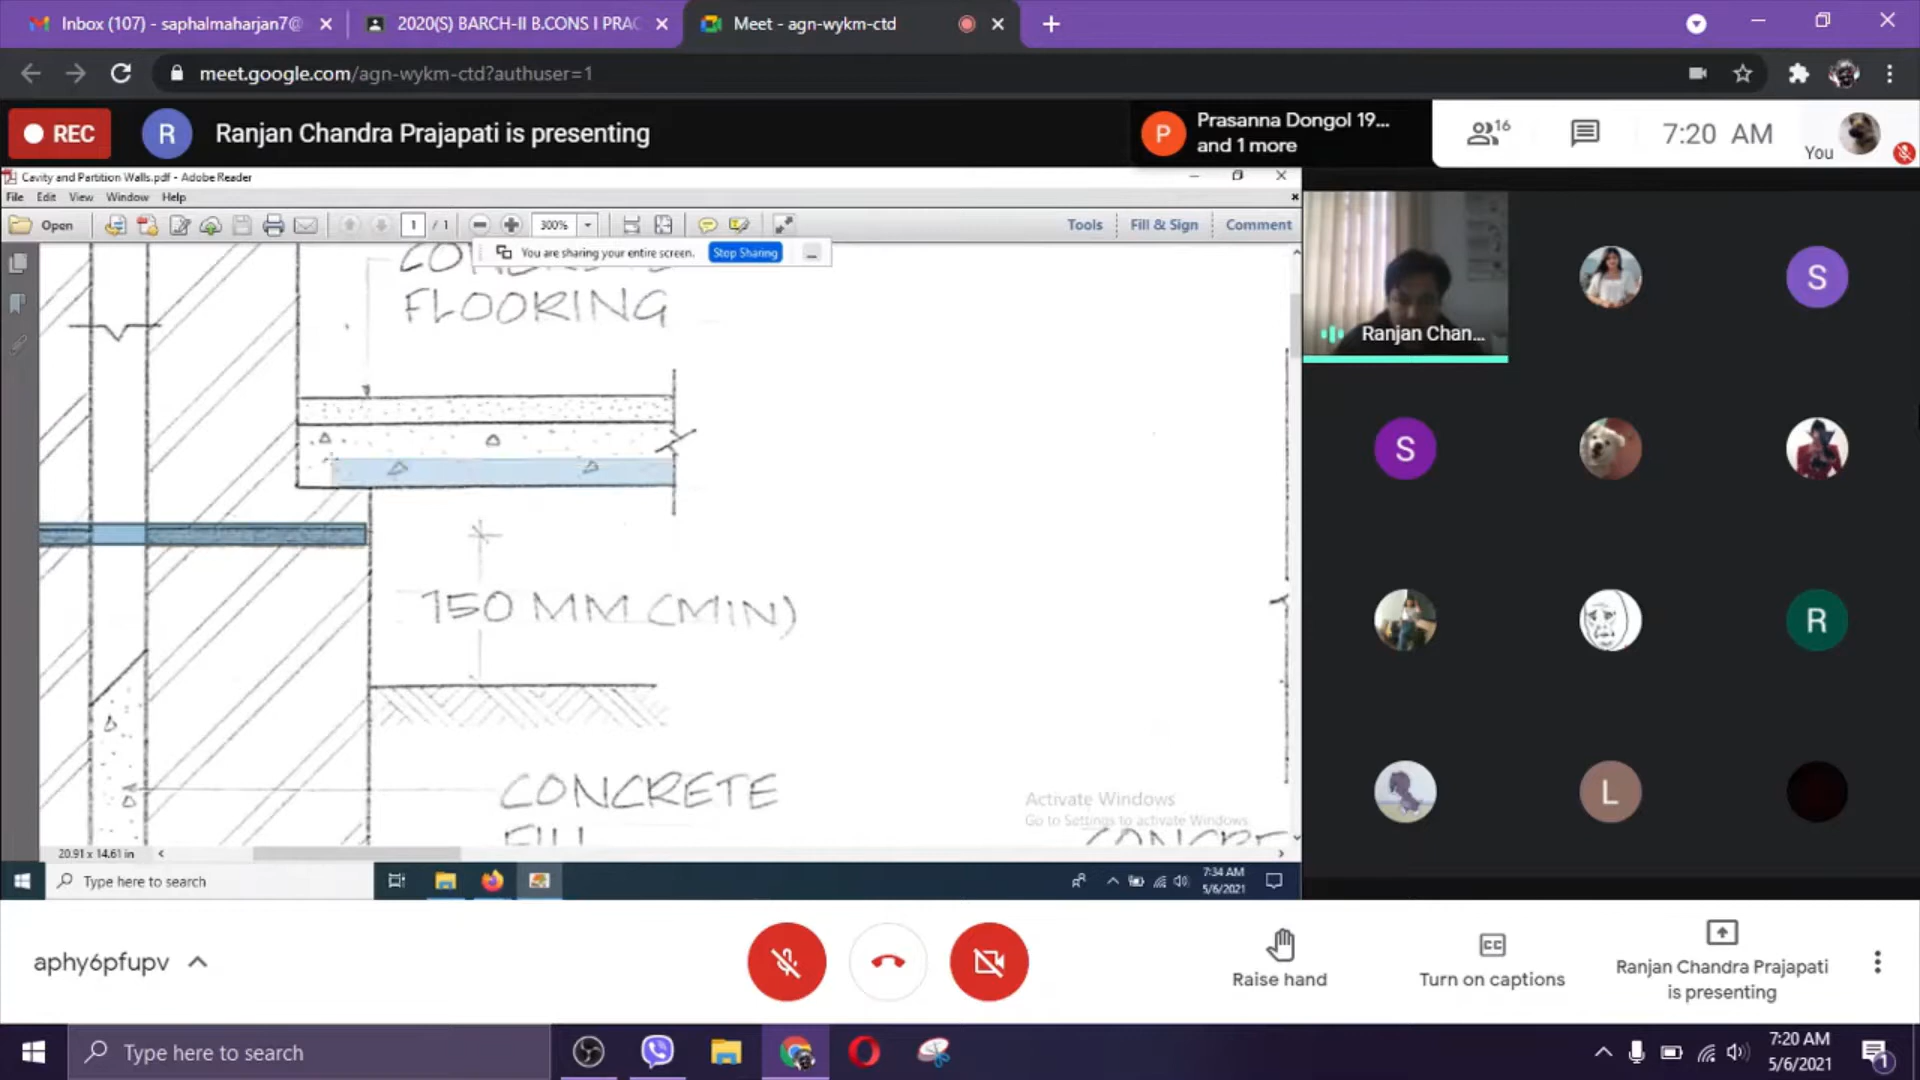 Inbox (107) - saphalmaharjan7@
2020(S) BARCH-II B.CONS I PRAC
Meet - agn-wykm-ctd
meet.google.com/agn-wykm-ctd?authuser=1
REC
R
Ranjan Chandra Prajapati is presenting
P
Prasanna Dongol 19...
and 1 more
16
7:20 AM
You
Cavity and Partition Walls.pdf - Adobe Reader
File Edit View Window Help
Open
1 / 1
300%
Tools
Fill & Sign
Comment
You are sharing your entire screen.
Stop Sharing
CONCRETE
FLOORING
150 MM (MIN)
CONCRETE
FILL
CONCRE
Activate Windows
Go to Settings to activate Windows.
20.91 x 14.61 in
Type here to search
7:34 AM
5/6/2021
Ranjan Chan...
S
S
R
L
aphy6pfupv
Raise hand
CC
Turn on captions
Ranjan Chandra Prajapati
is presenting
Type here to search
7:20 AM
5/6/2021
1